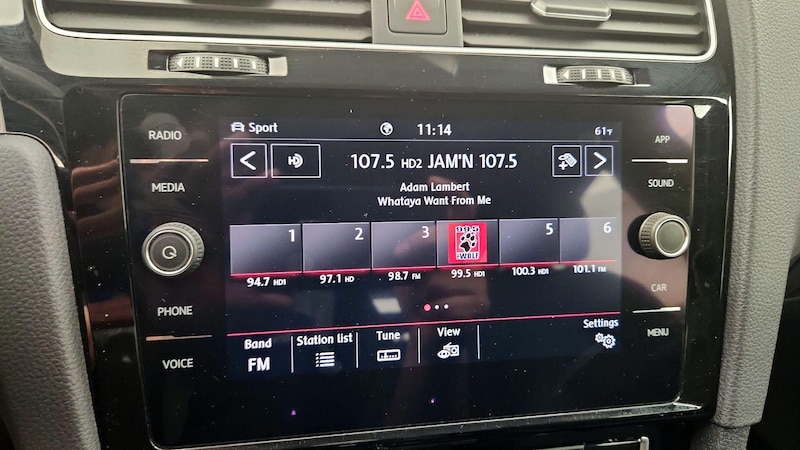 RADIO
MEDIA
PHONE
VOICE
Sport
11:14
61°F
107.5 HD2 JAM'N 107.5
Adam Lambert
Whataya Want From Me
1
2
3
5
6
WOLF
94.7 HD1
97.1 HD
98.7 FM
99.5 HD1
100.3 HD1
101.1 FM
Band
FM
Station list
Tune
View
Settings
APP
SOUND
CAR
MENU